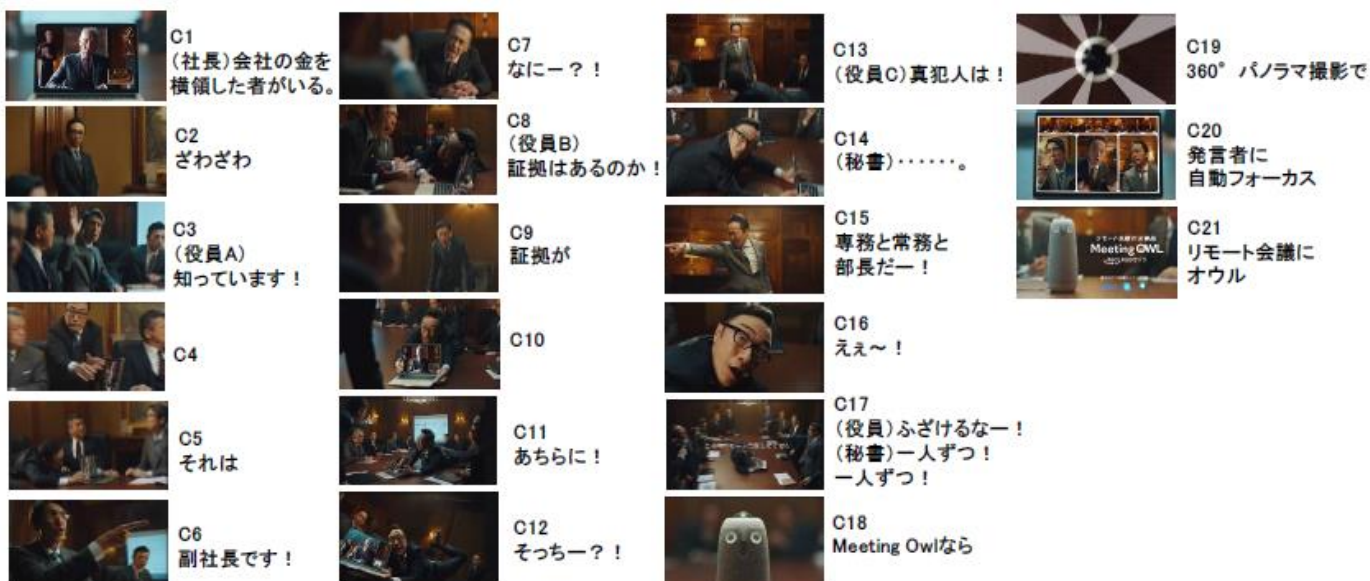 C1
(社長)会社の金を
横領した者がいる。
C2
ざわざわ
C3
(役員A)
知っています！
C4
C5
それは
C6
副社長です！
C7
なにー？！
C8
(役員B)
証拠はあるのか！
C9
証拠が
C10
C11
あちらに！
C12
そっちー？！
C13
(役員C)真犯人は！
C14
(秘書)・・・・・・。
C15
専務と常務と
部長だー！
C16
えぇ～！
C17
(役員)ふざけるなー！
(秘書)一人ずつ！
一人ずつ！
C18
Meeting Owlなら
C19
360° パノラマ撮影で
C20
発言者に
自動フォーカス
C21
リモート会議に
オウル
Meeting OWL